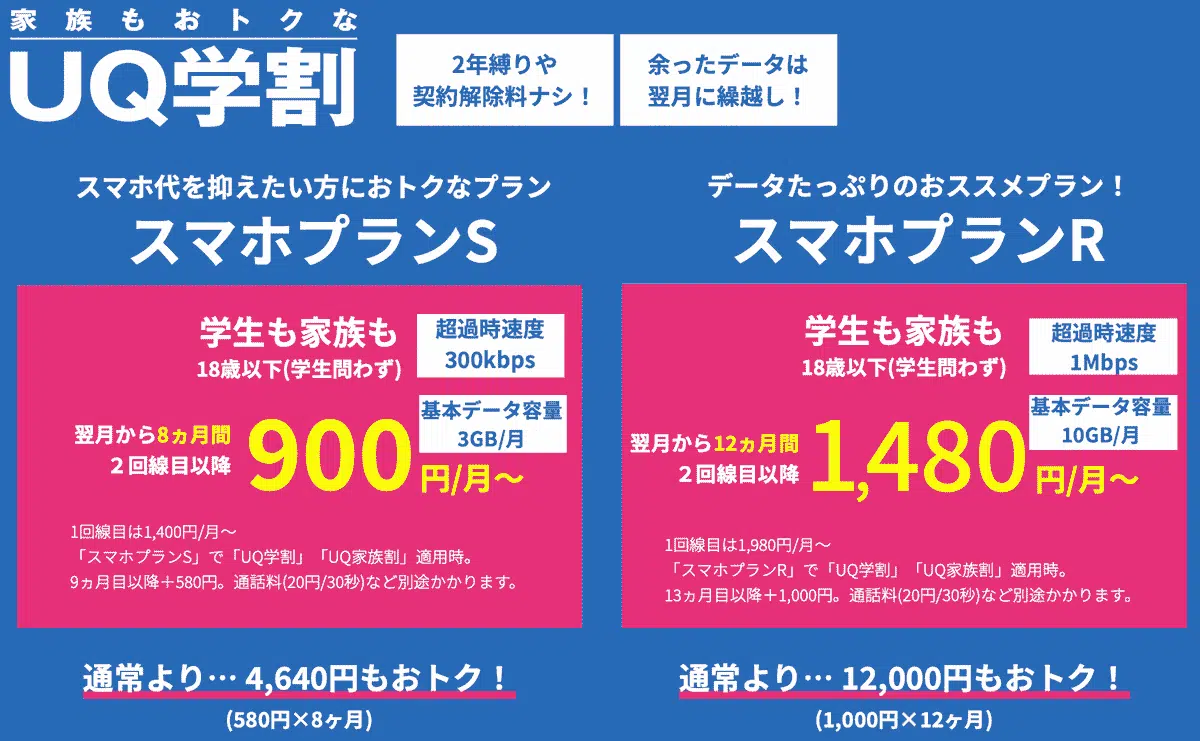 家族もおトクな
UQ学割
2年縛りや
契約解除料ナシ！
余ったデータは
翌月に繰越し！
スマホ代を抑えたい方におトクなプラン
スマホプランS
学生も家族も
18歳以下(学生問わず)
超過時速度
300kbps
基本データ容量
3GB/月
翌月から8ヵ月間
２回線目以降
900円/月～
1回線目は1,400円/月～
「スマホプランS」で「UQ学割」「UQ家族割」適用時。
9ヵ月目以降＋580円。通話料(20円/30秒)など別途かかります。
通常より… 4,640円もおトク！
(580円×8ヶ月)
データたっぷりのおススメプラン！
スマホプランR
学生も家族も
18歳以下(学生問わず)
超過時速度
1Mbps
基本データ容量
10GB/月
翌月から12ヵ月間
２回線目以降
1,480円/月～
1回線目は1,980円/月～
「スマホプランR」で「UQ学割」「UQ家族割」適用時。
13ヵ月目以降＋1,000円。通話料(20円/30秒)など別途かかります。
通常より… 12,000円もおトク！
(1,000円×12ヶ月)